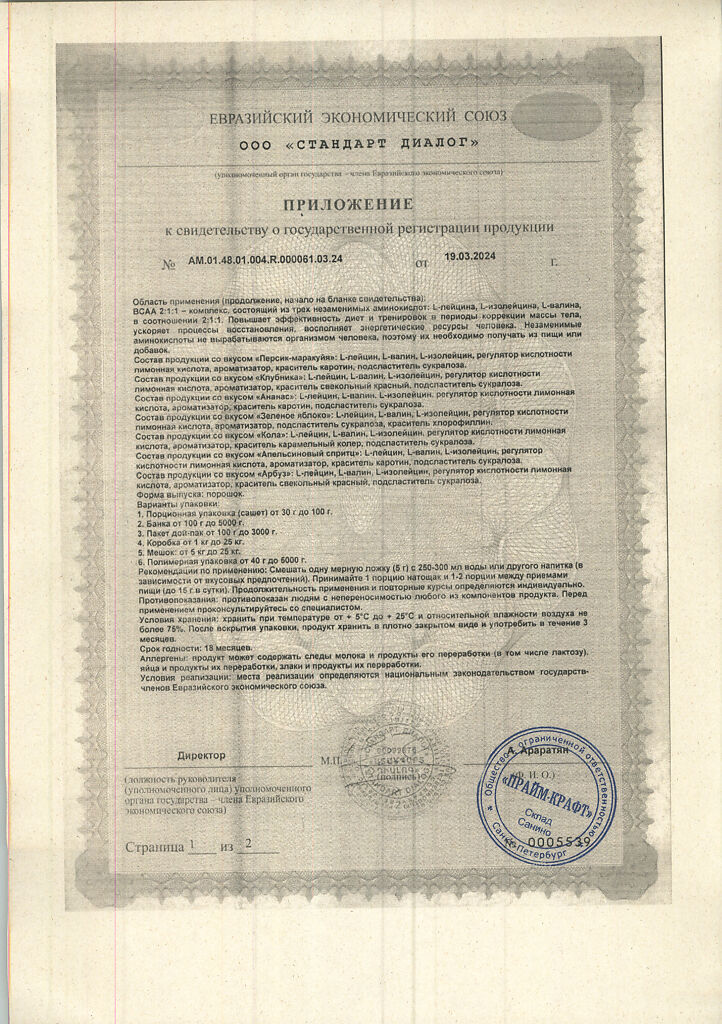 ЕВРАЗИЙСКИЙ ЭКОНОМИЧЕСКИЙ СОЮЗ
ООО «СТАНДАРТ ДИАЛОГ»
(уполномоченный орган государства – члена Евразийского экономического союза)
ПРИЛОЖЕНИЕ
к свидетельству о государственной регистрации продукции
№ AM.01.48.01.004.R.000061.03.24 от 19.03.2024 г.
Область применения (продолжение, начало на бланке свидетельства):
BCAA 2:1:1 – комплекс, состоящий из трех незаменимых аминокислот: L-лейцина, L-изолейцина, L-валина,
в соотношении 2:1:1. Повышает эффективность диет и тренировок в периоды коррекции массы тела,
ускоряет процессы восстановления, восполняет энергетические ресурсы человека. Незаменимые
аминокислоты не вырабатываются организмом человека, поэтому их необходимо получать из пищи или
добавок.
Состав продукции со вкусом «Персик-маракуйя»: L-лейцин, L-валин, L-изолейцин, регулятор кислотности
лимонная кислота, ароматизатор, краситель каротин, подсластитель сукралоза.
Состав продукции со вкусом «Клубника»: L-лейцин, L-валин, L-изолейцин, регулятор кислотности
лимонная кислота, ароматизатор, краситель свекольный красный, подсластитель сукралоза.
Состав продукции со вкусом «Ананас»: L-лейцин, L-валин, L-изолейцин, регулятор кислотности лимонная
кислота, ароматизатор, краситель каротин, подсластитель сукралоза.
Состав продукции со вкусом «Зеленое яблоко»: L-лейцин, L-валин, L-изолейцин, регулятор кислотности
лимонная кислота, ароматизатор, подсластитель сукралоза, краситель хлорофиллин.
Состав продукции со вкусом «Кола»: L-лейцин, L-валин, L-изолейцин, регулятор кислотности лимонная
кислота, ароматизатор, краситель карамельный колер, подсластитель сукралоза.
Состав продукции со вкусом «Апельсиновый спритц»: L-лейцин, L-валин, L-изолейцин, регулятор
кислотности лимонная кислота, ароматизатор, краситель каротин, подсластитель сукралоза.
Состав продукции со вкусом «Арбуз»: L-лейцин, L-валин, L-изолейцин, регулятор кислотности лимонная
кислота, ароматизатор, краситель свекольный красный, подсластитель сукралоза.
Форма выпуска: порошок.
Варианты упаковки:
1. Порционная упаковка (сашет) от 30 г до 100 г.
2. Банка от 100 г до 5000 г.
3. Пакет дой-пак от 100 г до 3000 г.
4. Коробка от 1 кг до 25 кг.
5. Мешок: от 5 кг до 25 кг.
6. Полимерная упаковка от 40 г до 5000 г.
Рекомендации по применению: Смешать одну мерную ложку (5 г) с 250-300 мл воды или другого напитка (в
зависимости от вкусовых предпочтений). Принимайте 1 порцию натощак и 1-2 порции между приемами
пищи (до 15 г в сутки). Продолжительность применения и повторные курсы определяются индивидуально.
Противопоказания: противопоказан людям с непереносимостью любого из компонентов продукта. Перед
применением проконсультируйтесь со специалистом.
Условия хранения: хранить при температуре от + 5°С до + 25°С и относительной влажности воздуха не
более 75%. После вскрытия упаковки, продукт хранить в плотно закрытом виде и употребить в течение 3
месяцев.
Срок годности: 18 месяцев.
Аллергены: продукт может содержать следы молока и продукты его переработки (в том числе лактозу),
яйца и продукты их переработки, злаки и продукты их переработки.
Условия реализации: места реализации определяются национальным законодательством государств-
членов Евразийского экономического союза.
Директор
М.П.
А. Араратян
(должность руководителя
(уполномоченного лица) уполномоченного
органа государства – члена Евразийского
экономического союза)
(подпись)
(Ф. И. О.)
СТАНДАРТ ДИАЛОГ
Общество с ограниченной ответственностью
«ПРАЙМ-КРАФТ»
Склад
Санино
Санкт-Петербург
0005539
Страница 1 из 2